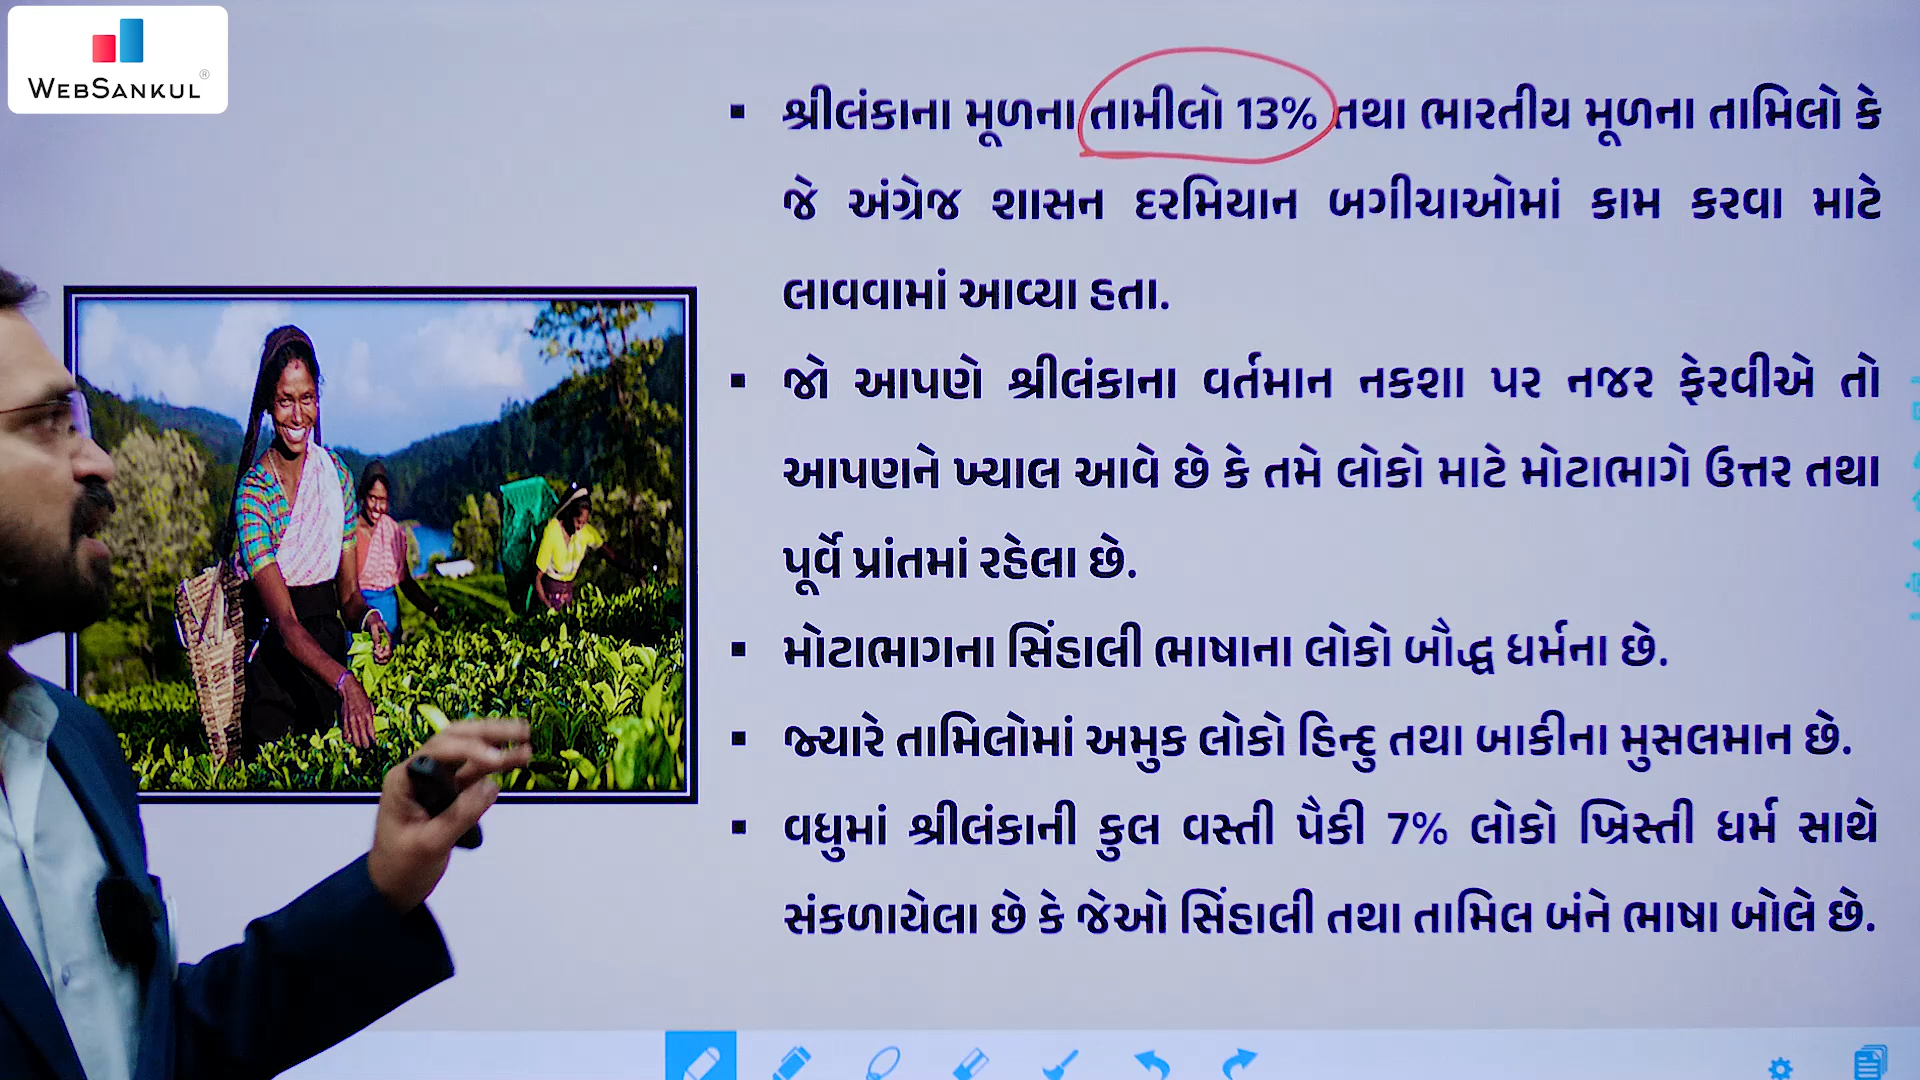 WEBSANKUL®
▪ શ્રીલંકાના મૂળના તામીલો 13% તથા ભારતીય મૂળના તામિલો કે
જે અંગ્રેજ શાસન દરમિયાન બગીચાઓમાં કામ કરવા માટે
લાવવામાં આવ્યા હતા.
▪ જો આપણે શ્રીલંકાના વર્તમાન નકશા પર નજર ફેરવીએ તો
આપણને ખ્યાલ આવે છે કે તમે લોકો માટે મોટાભાગે ઉત્તર તથા
પૂર્વે પ્રાંતમાં રહેલા છે.
▪ મોટાભાગના સિંહાલી ભાષાના લોકો બૌદ્ધ ધર્મના છે.
▪ જ્યારે તામિલોમાં અમુક લોકો હિન્દુ તથા બાકીના મુસલમાન છે.
▪ વધુમાં શ્રીલંકાની કુલ વસ્તી પૈકી 7% લોકો ખ્રિસ્તી ધર્મ સાથે
સંકળાયેલા છે કે જેઓ સિંહાલી તથા તામિલ બંને ભાષા બોલે છે.